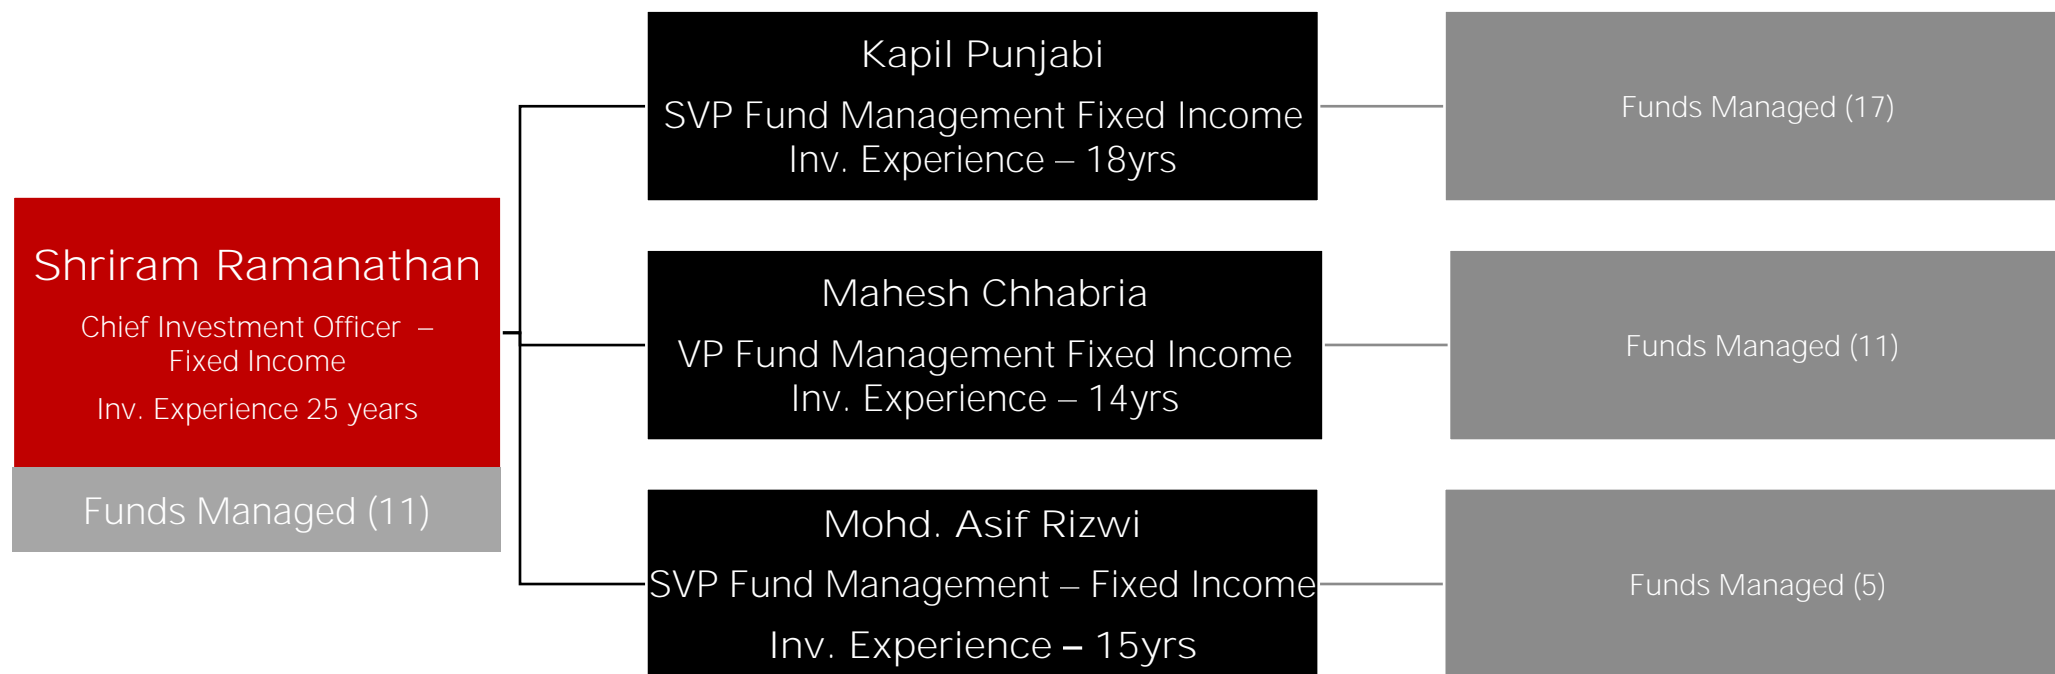 Shriram Ramanathan
Chief Investment Officer –
Fixed Income
Inv. Experience 25 years
Funds Managed (11)
Kapil Punjabi
SVP Fund Management Fixed Income
Inv. Experience – 18yrs
Funds Managed (17)
Mahesh Chhabria
VP Fund Management Fixed Income
Inv. Experience – 14yrs
Funds Managed (11)
Mohd. Asif Rizwi
SVP Fund Management – Fixed Income
Inv. Experience – 15yrs
Funds Managed (5)